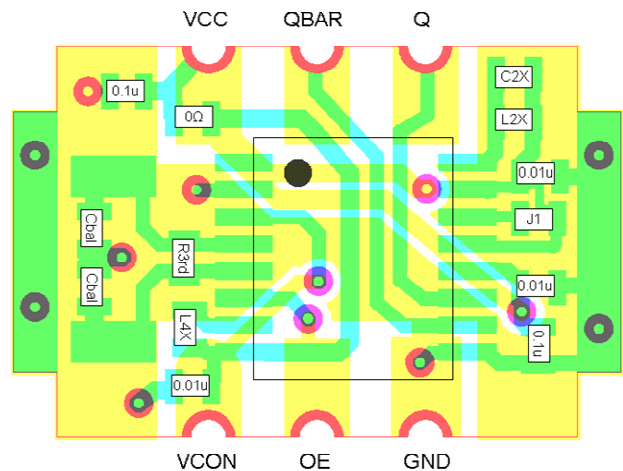 VCC QBAR Q
0.1u
C2X
0Ω
L2X
0.01u
Cbal
J1
R3rd
Cbal
0.01u
L4X
0.1u
0.01u
VCON OE GND